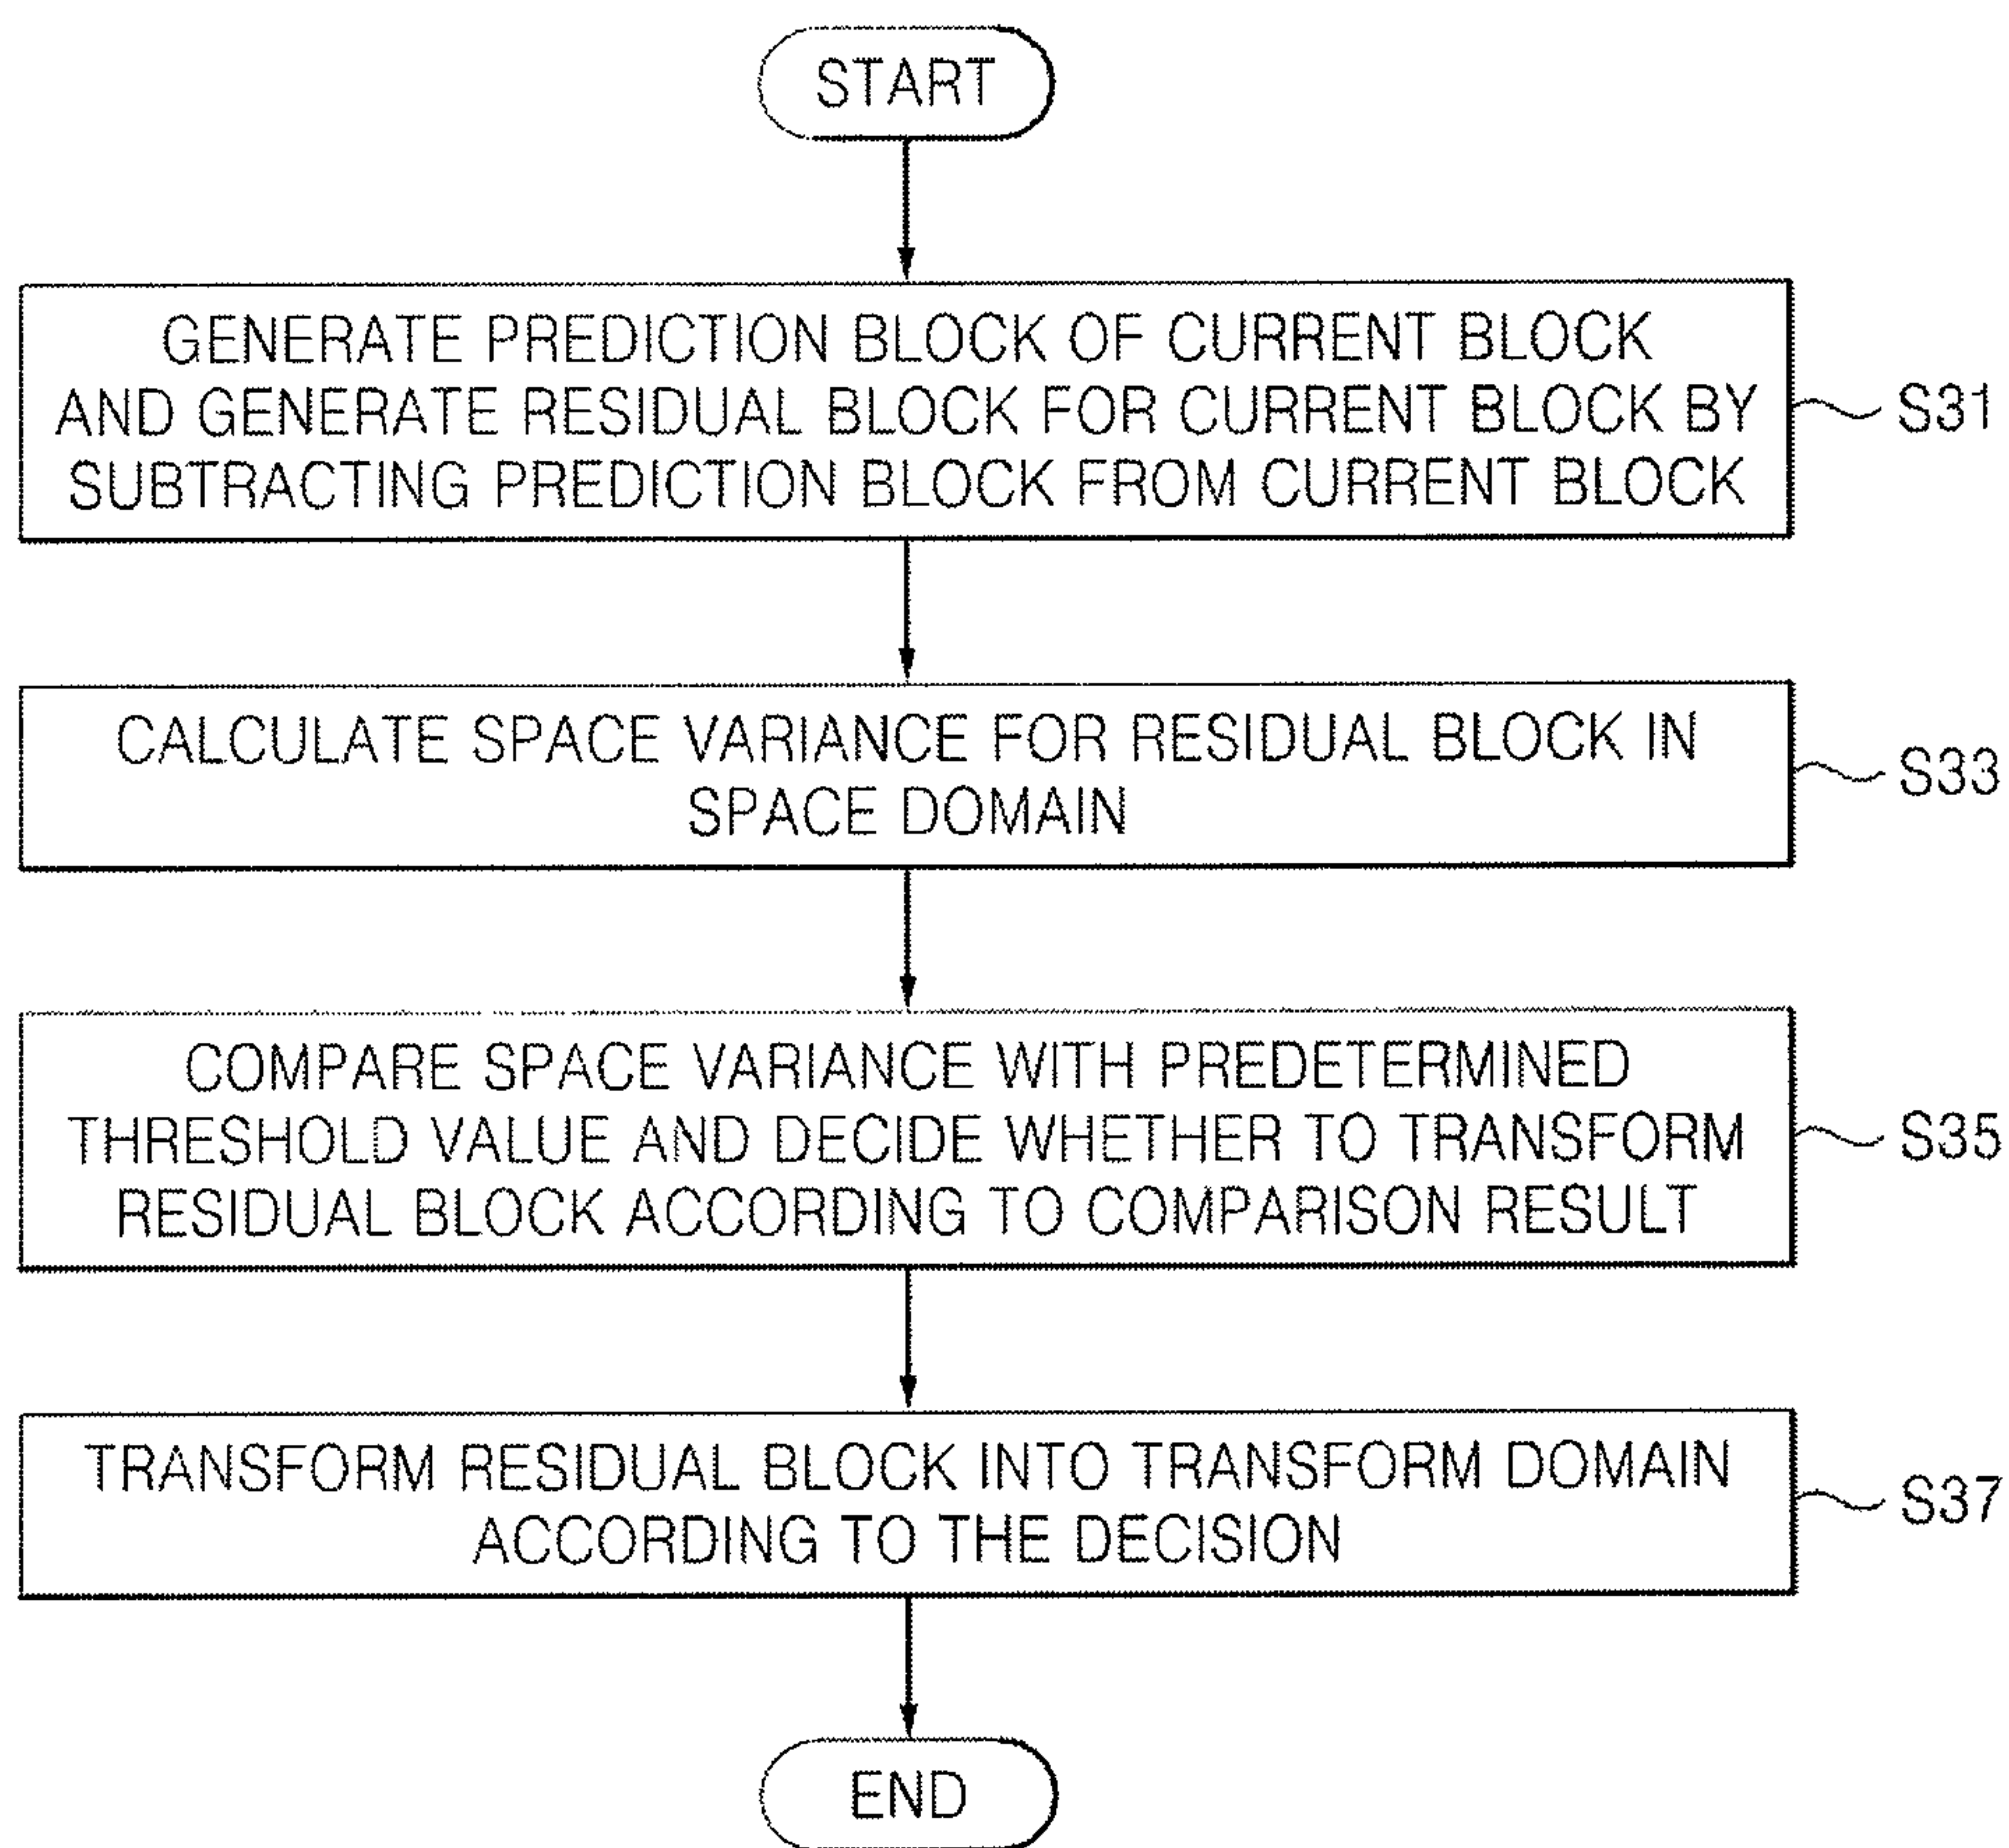 START
GENERATE PREDICTION BLOCK OF CURRENT BLOCK
AND GENERATE RESIDUAL BLOCK FOR CURRENT BLOCK BY
SUBTRACTING PREDICTION BLOCK FROM CURRENT BLOCK
S31
CALCULATE SPACE VARIANCE FOR RESIDUAL BLOCK IN
SPACE DOMAIN
S33
COMPARE SPACE VARIANCE WITH PREDETERMINED
THRESHOLD VALUE AND DECIDE WHETHER TO TRANSFORM
RESIDUAL BLOCK ACCORDING TO COMPARISON RESULT
S35
TRANSFORM RESIDUAL BLOCK INTO TRANSFORM DOMAIN
ACCORDING TO THE DECISION
S37
END